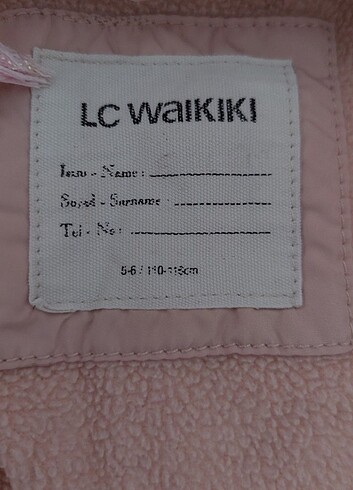 LC WAIKIKI
İsim - Name :
Soyad - Surname :
Tel - No :
5-6 / 110-116cm